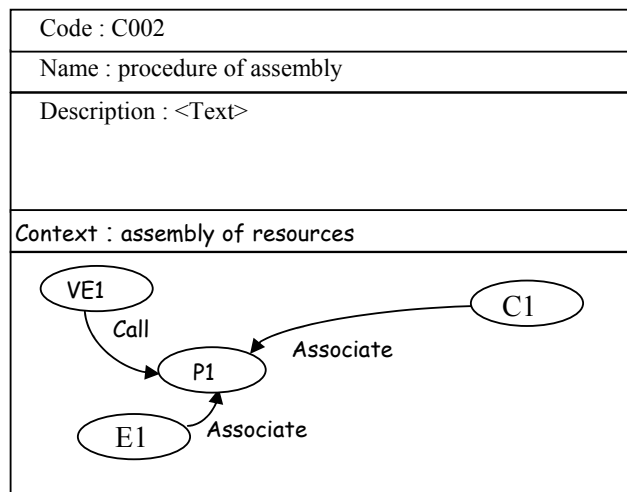 Code : C002
Name : procedure of assembly
Description : <Text>
Context : assembly of resources
VE1
C1
Call
Associate
P1
E1
Associate